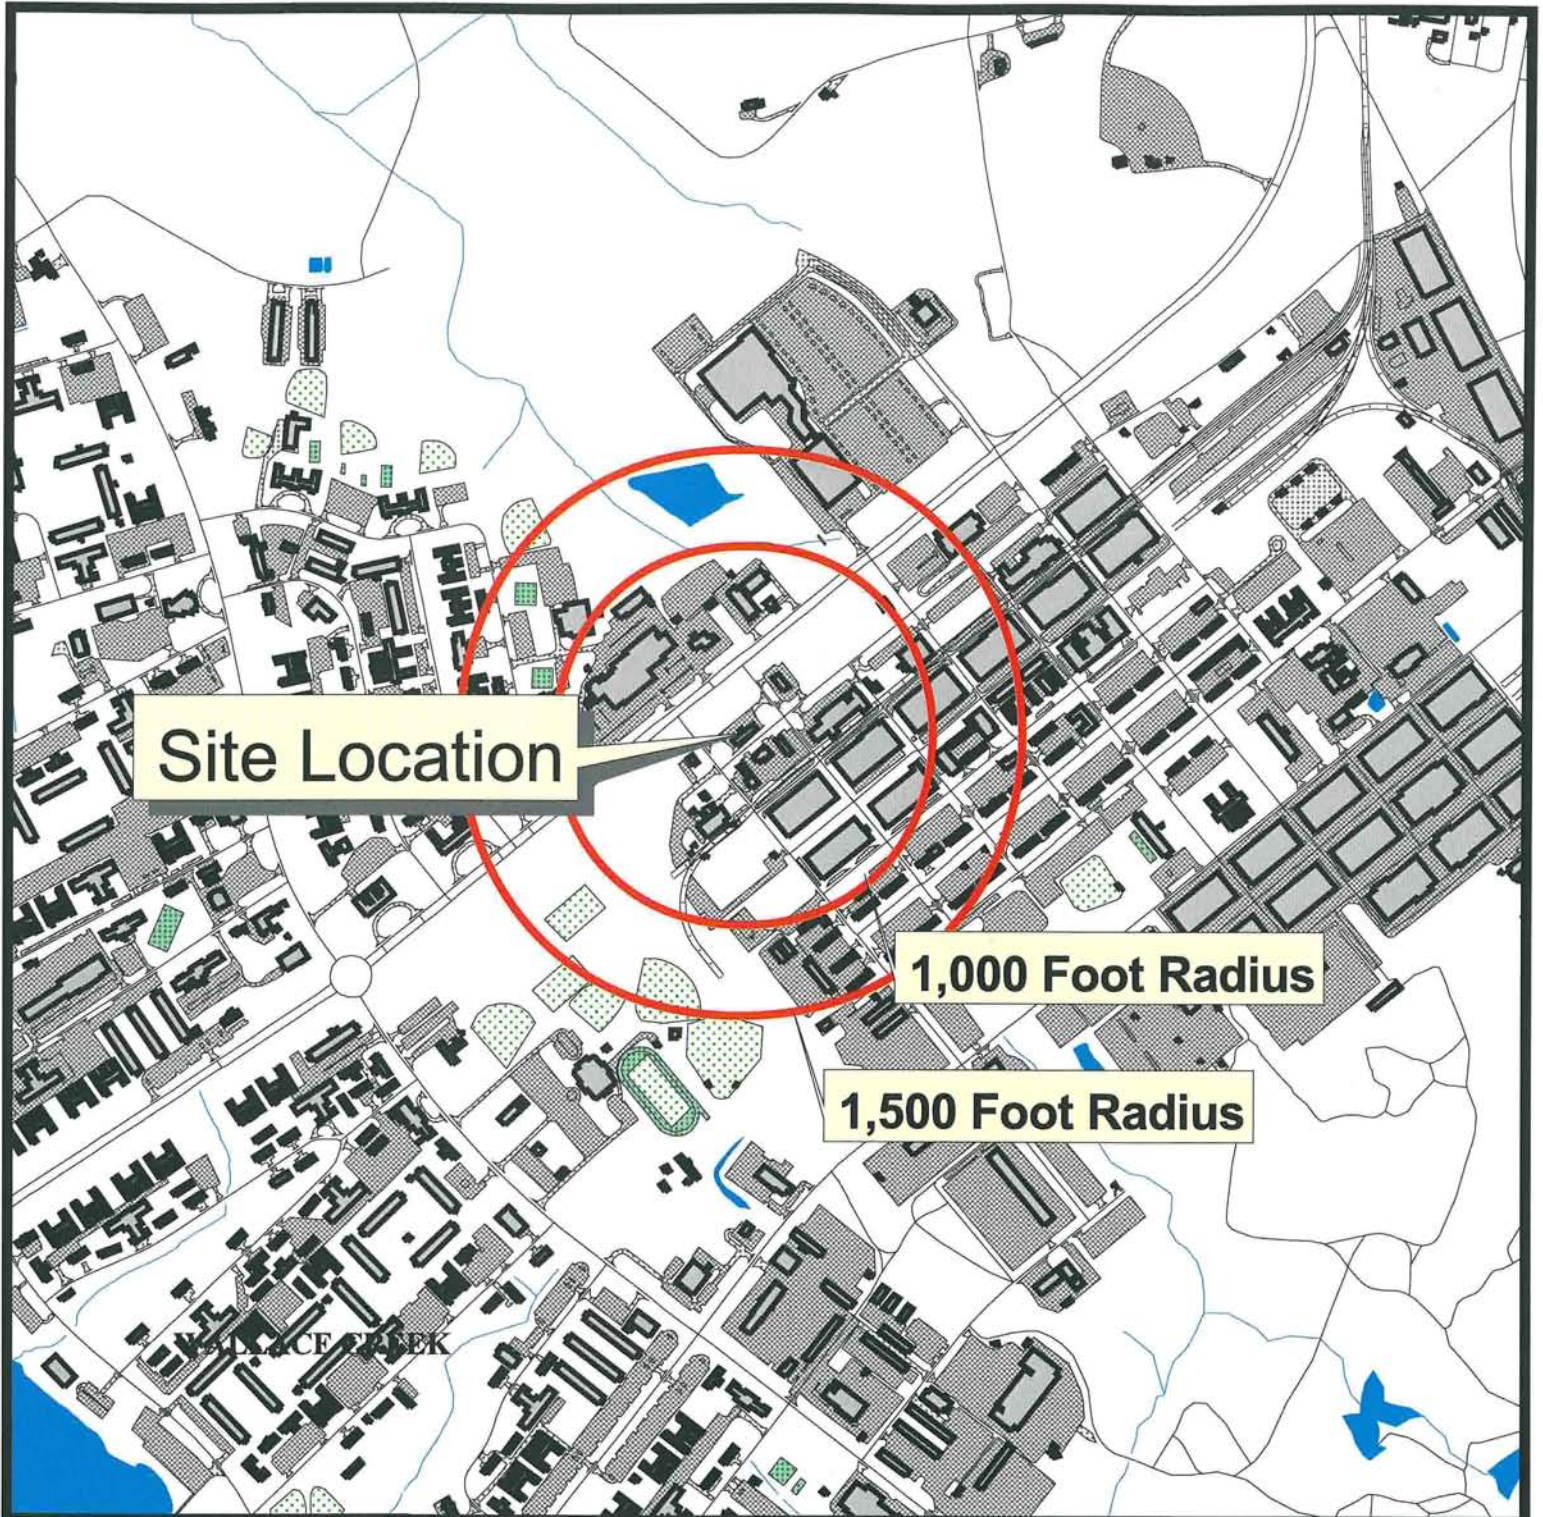 Site Location
1,000 Foot Radius
1,500 Foot Radius
WALLACE CREEK